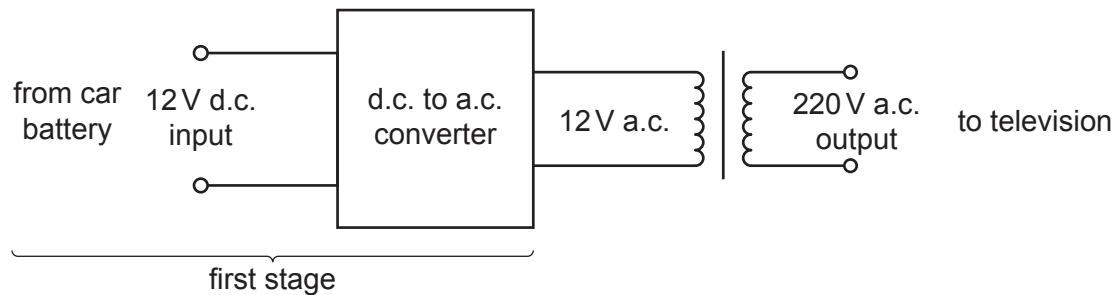 from car
battery
12 V d.c.
input
d.c. to a.c.
converter
12 V a.c.
220 V a.c.
output
to television
first stage